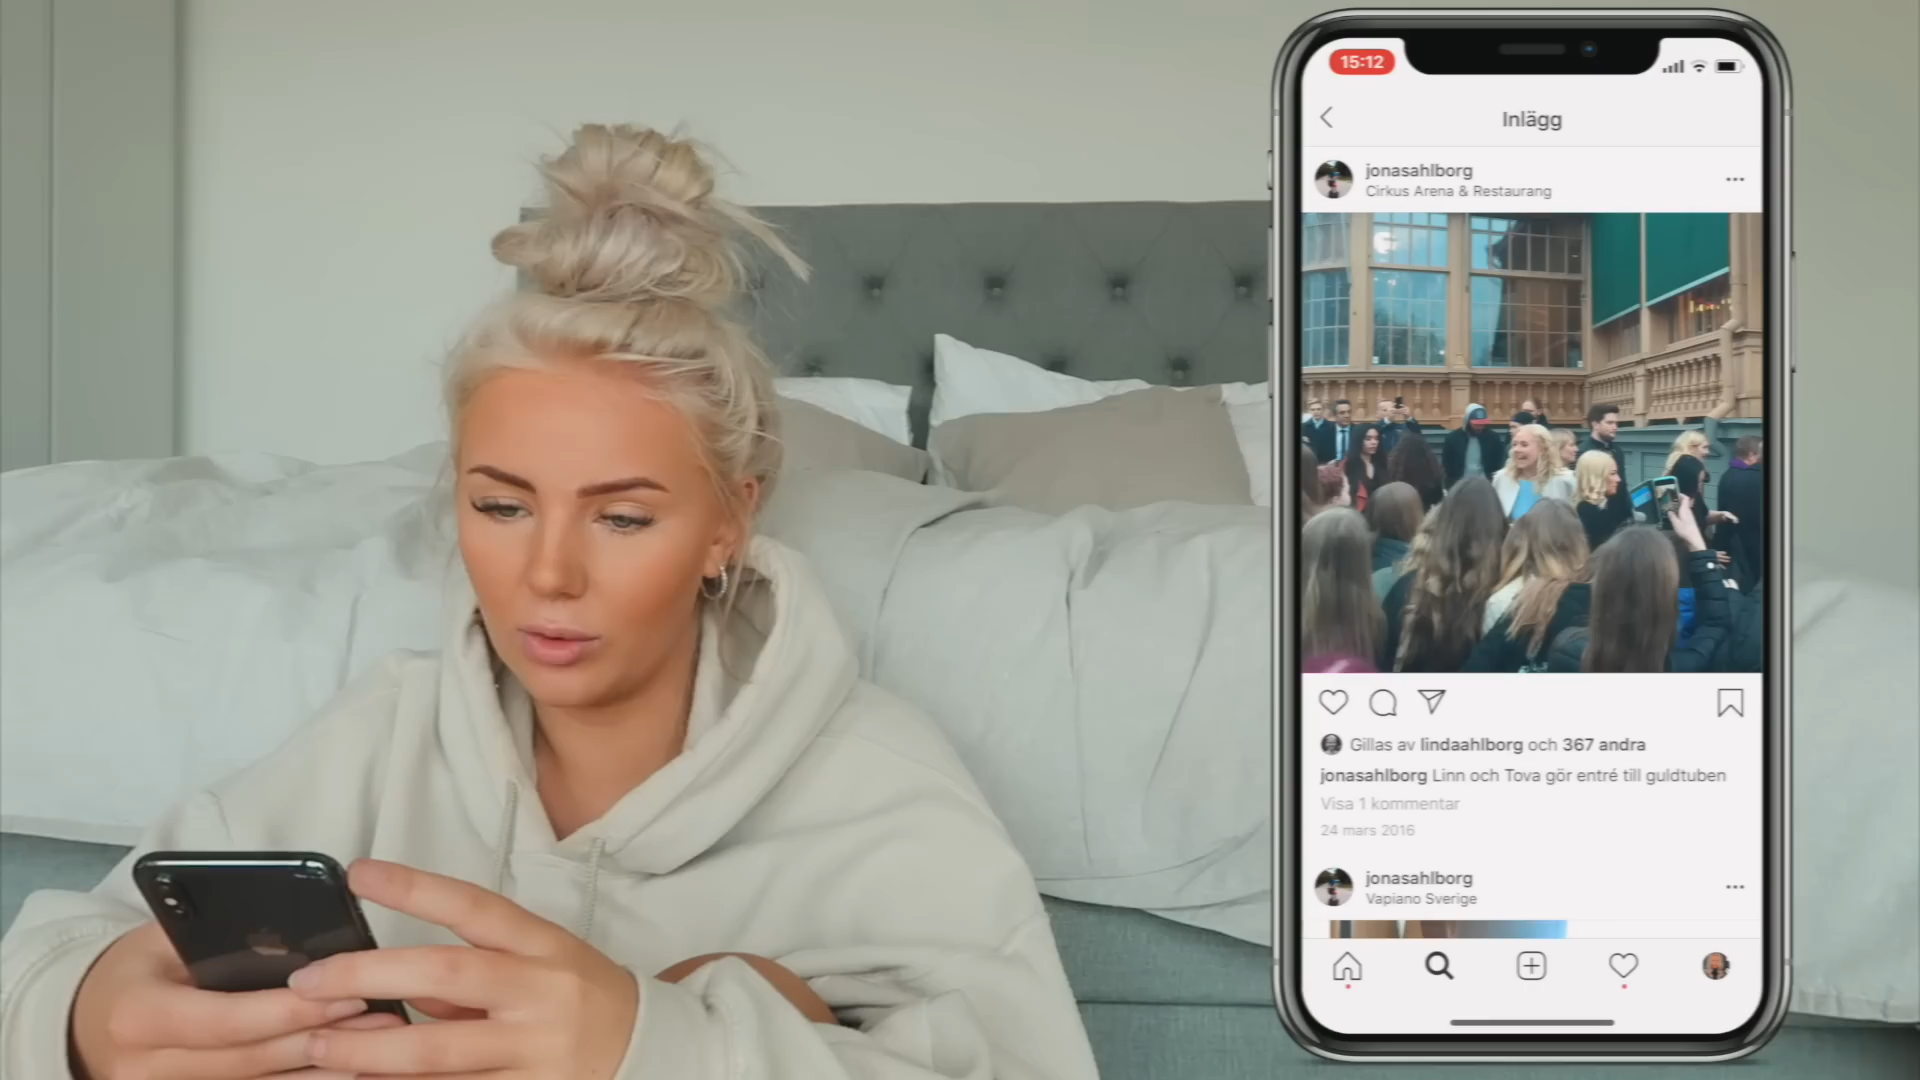 15:12
Inlägg
jonasahlborg
Cirkus Arena & Restaurang
Gillas av lindaahlborg och 367 andra
jonasahlborg Linn och Tova gör entré till guldtuben
Visa 1 kommentar
24 mars 2016
jonasahlborg
Vapiano Sverige